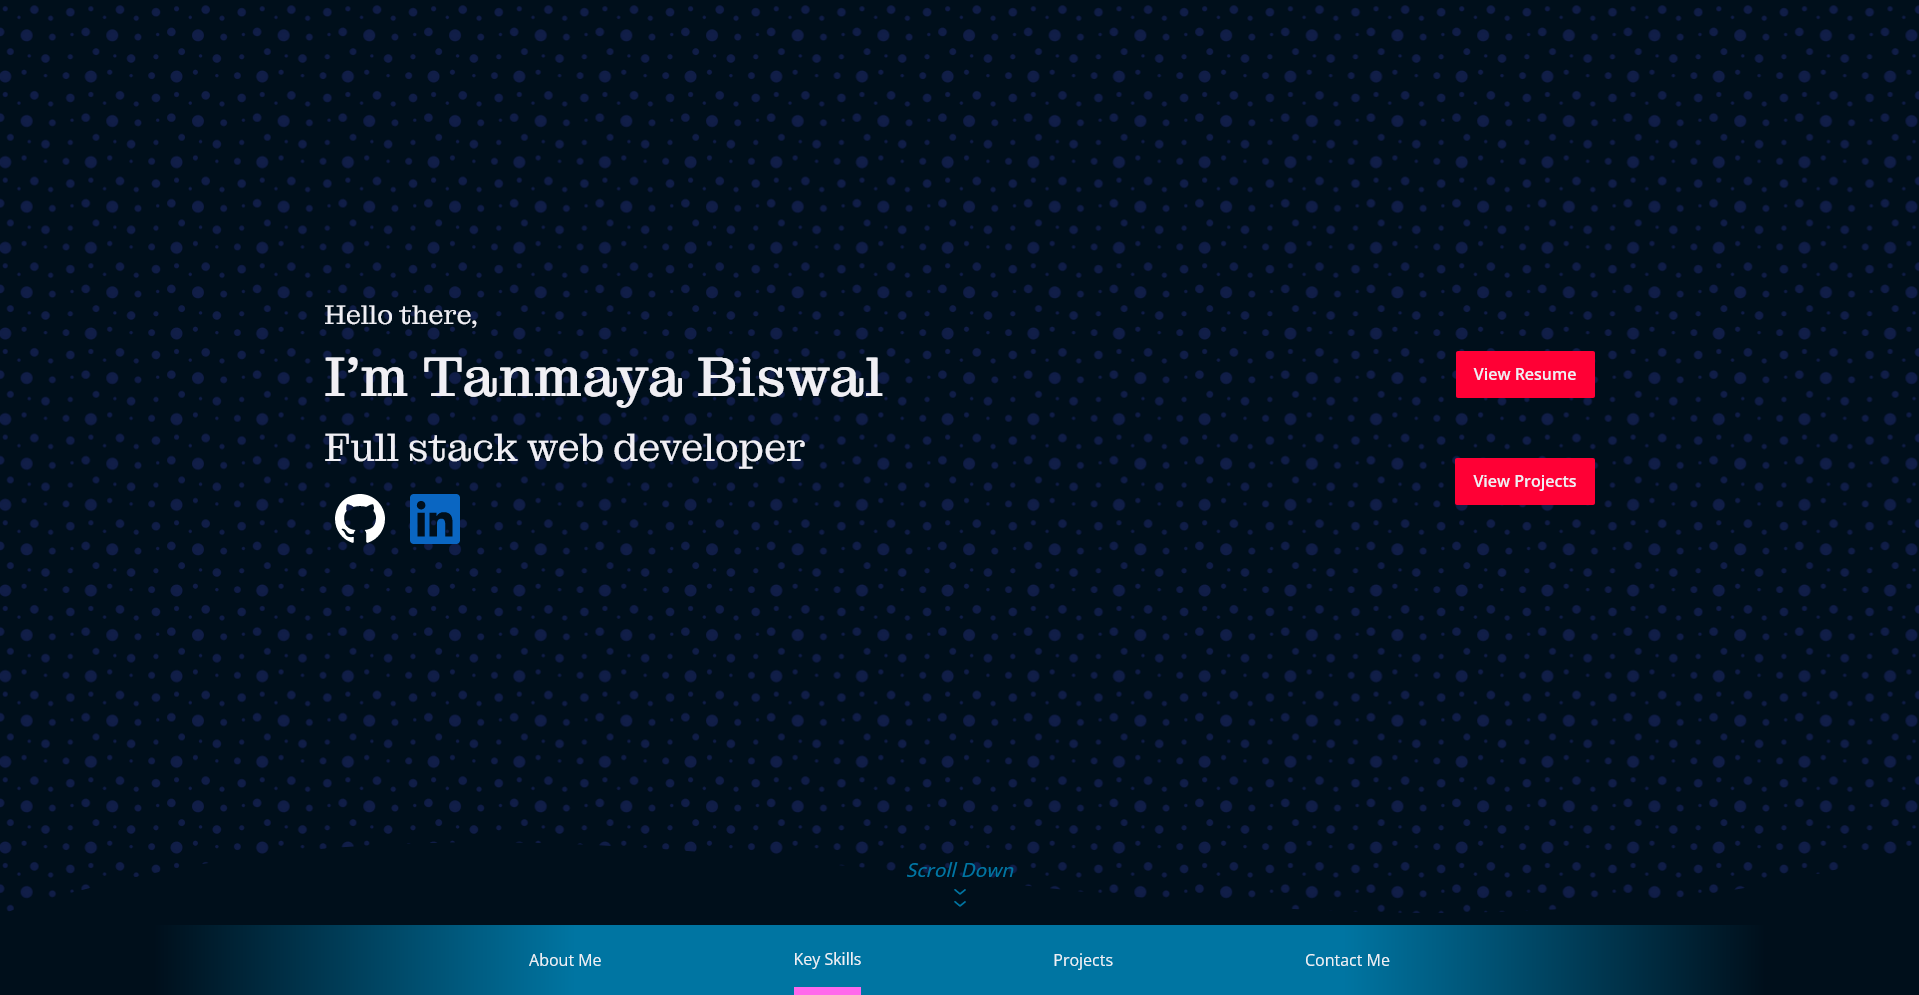 Hello there,
I’m Tanmaya Biswal
Full stack web developer
in
View Resume
View Projects
Scroll Down
About Me
Key Skills
Projects
Contact Me